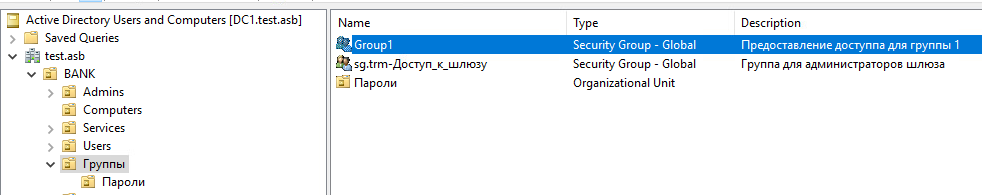 Active Directory Users and Computers [DC1.test.asb]
Saved Queries
test.asb
BANK
Admins
Computers
Services
Users
Группы
Пароли
Name Type Description
Group1 Security Group - Global Предоставление доступпа для группы 1
sg.trm-Доступ_к_шлюзу Security Group - Global Группа для администраторов шлюза
Пароли Organizational Unit